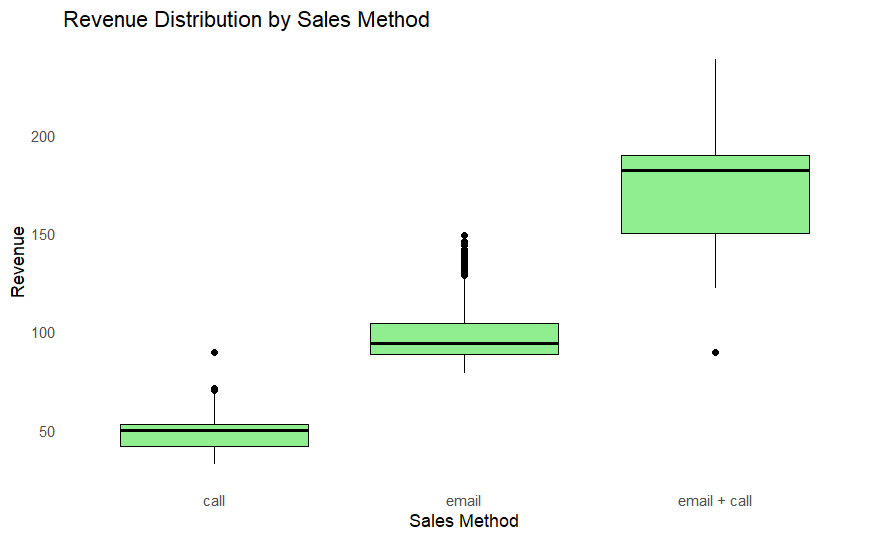 Revenue Distribution by Sales Method
200
150
100
50
Revenue
call email email + call
Sales Method